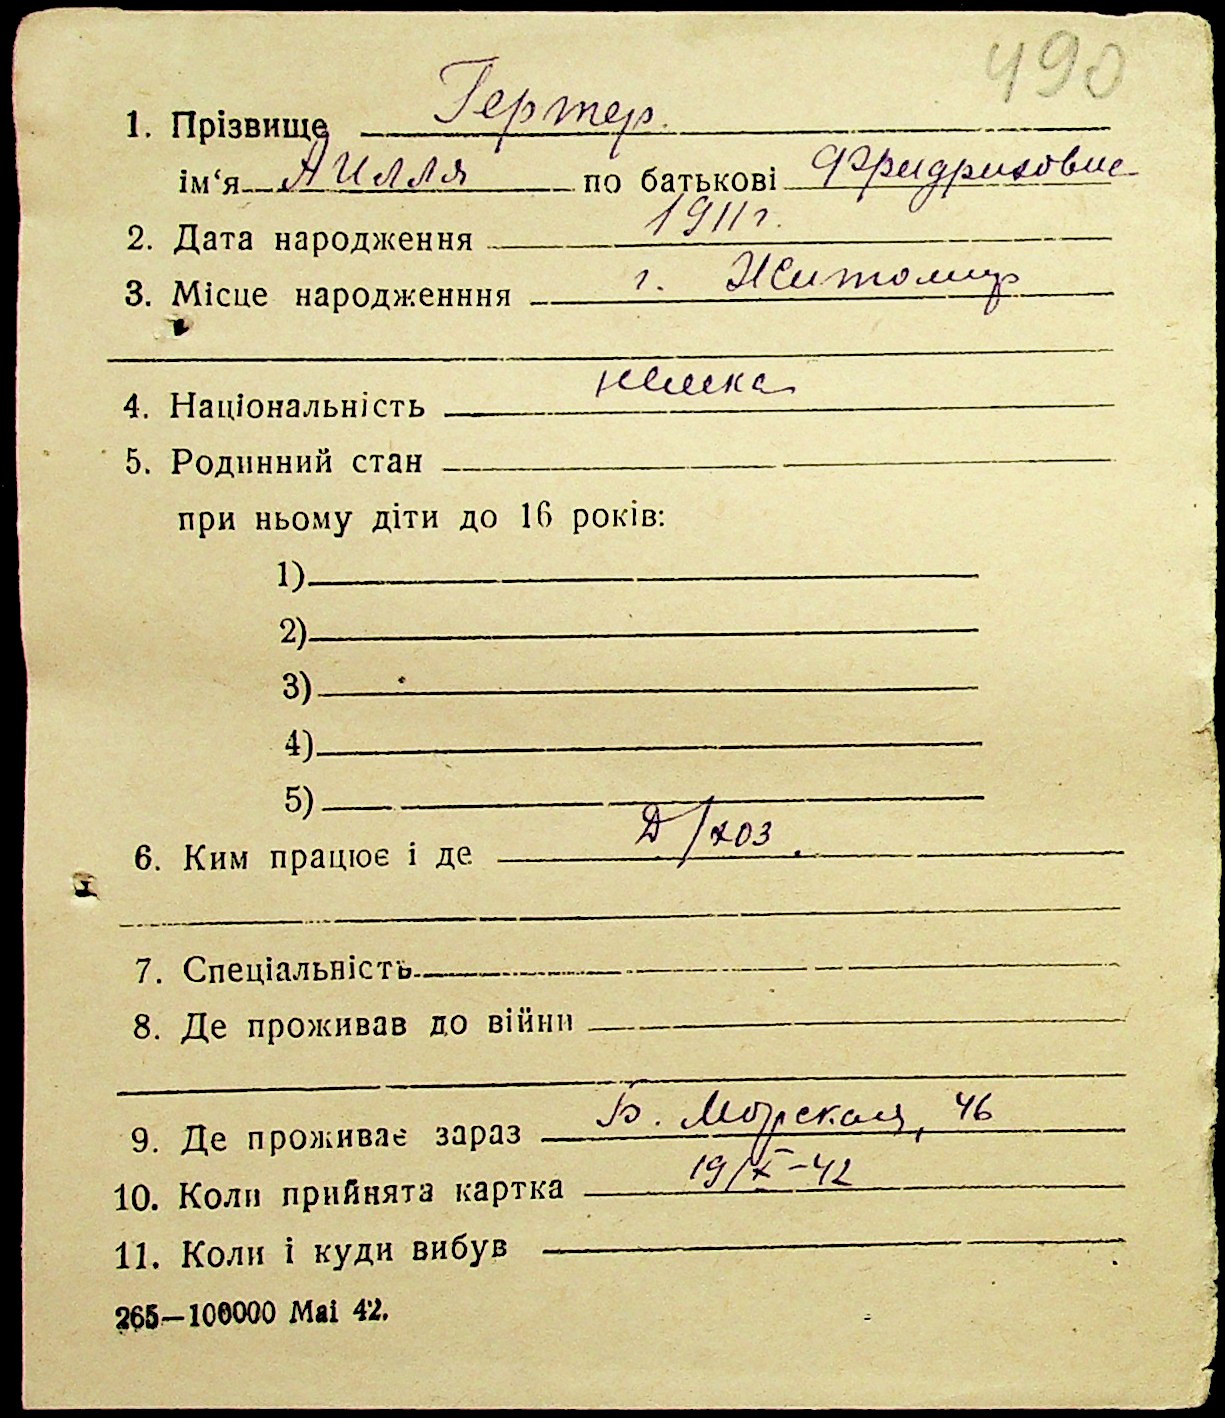 490
1. Прізвище Гертер
ім‘я Аилля по батькові Фридриховна
2. Дата народження 1911 г.
3. Місце народженння г. Житомир
4. Національність немка
5. Родинний стан
при ньому діти до 16 років:
1)
2)
3)
4)
5)
6. Ким працює і де Д/хоз.
7. Спеціальність
8. Де проживав до війни
9. Де проживає зараз Б. Морская, 46
10. Коли прийнята картка 19/X-42
11. Коли і куди вибув
265—100000 Mai 42.